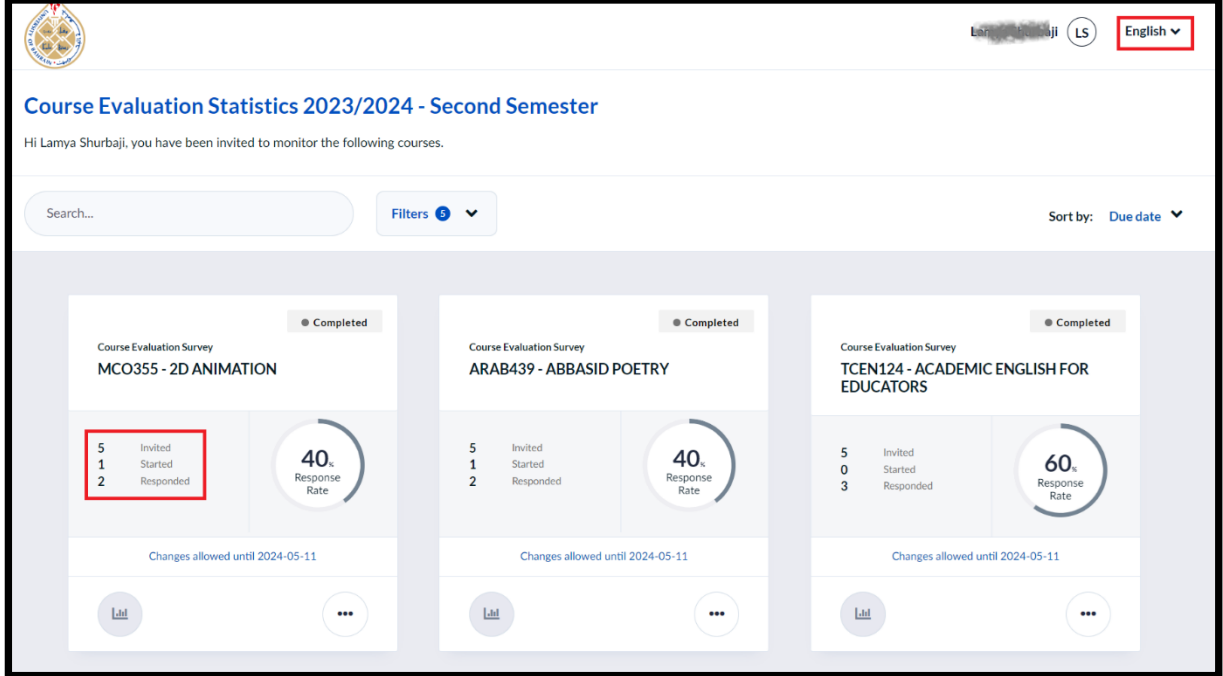 LS
English
Course Evaluation Statistics 2023/2024 - Second Semester
Hi Lamya Shurbaji, you have been invited to monitor the following courses.
Search...
Filters 5
Sort by: Due date
Completed
Course Evaluation Survey
MCO355 - 2D ANIMATION
5 Invited
1 Started
2 Responded
40%
Response
Rate
Changes allowed until 2024-05-11
Completed
Course Evaluation Survey
ARAB439 - ABBASID POETRY
5 Invited
1 Started
2 Responded
40%
Response
Rate
Changes allowed until 2024-05-11
Completed
Course Evaluation Survey
TCEN124 - ACADEMIC ENGLISH FOR
EDUCATORS
5 Invited
0 Started
3 Responded
60%
Response
Rate
Changes allowed until 2024-05-11